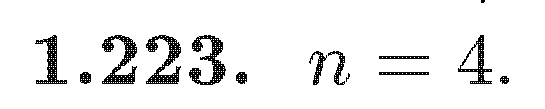 1.223. n = 4.